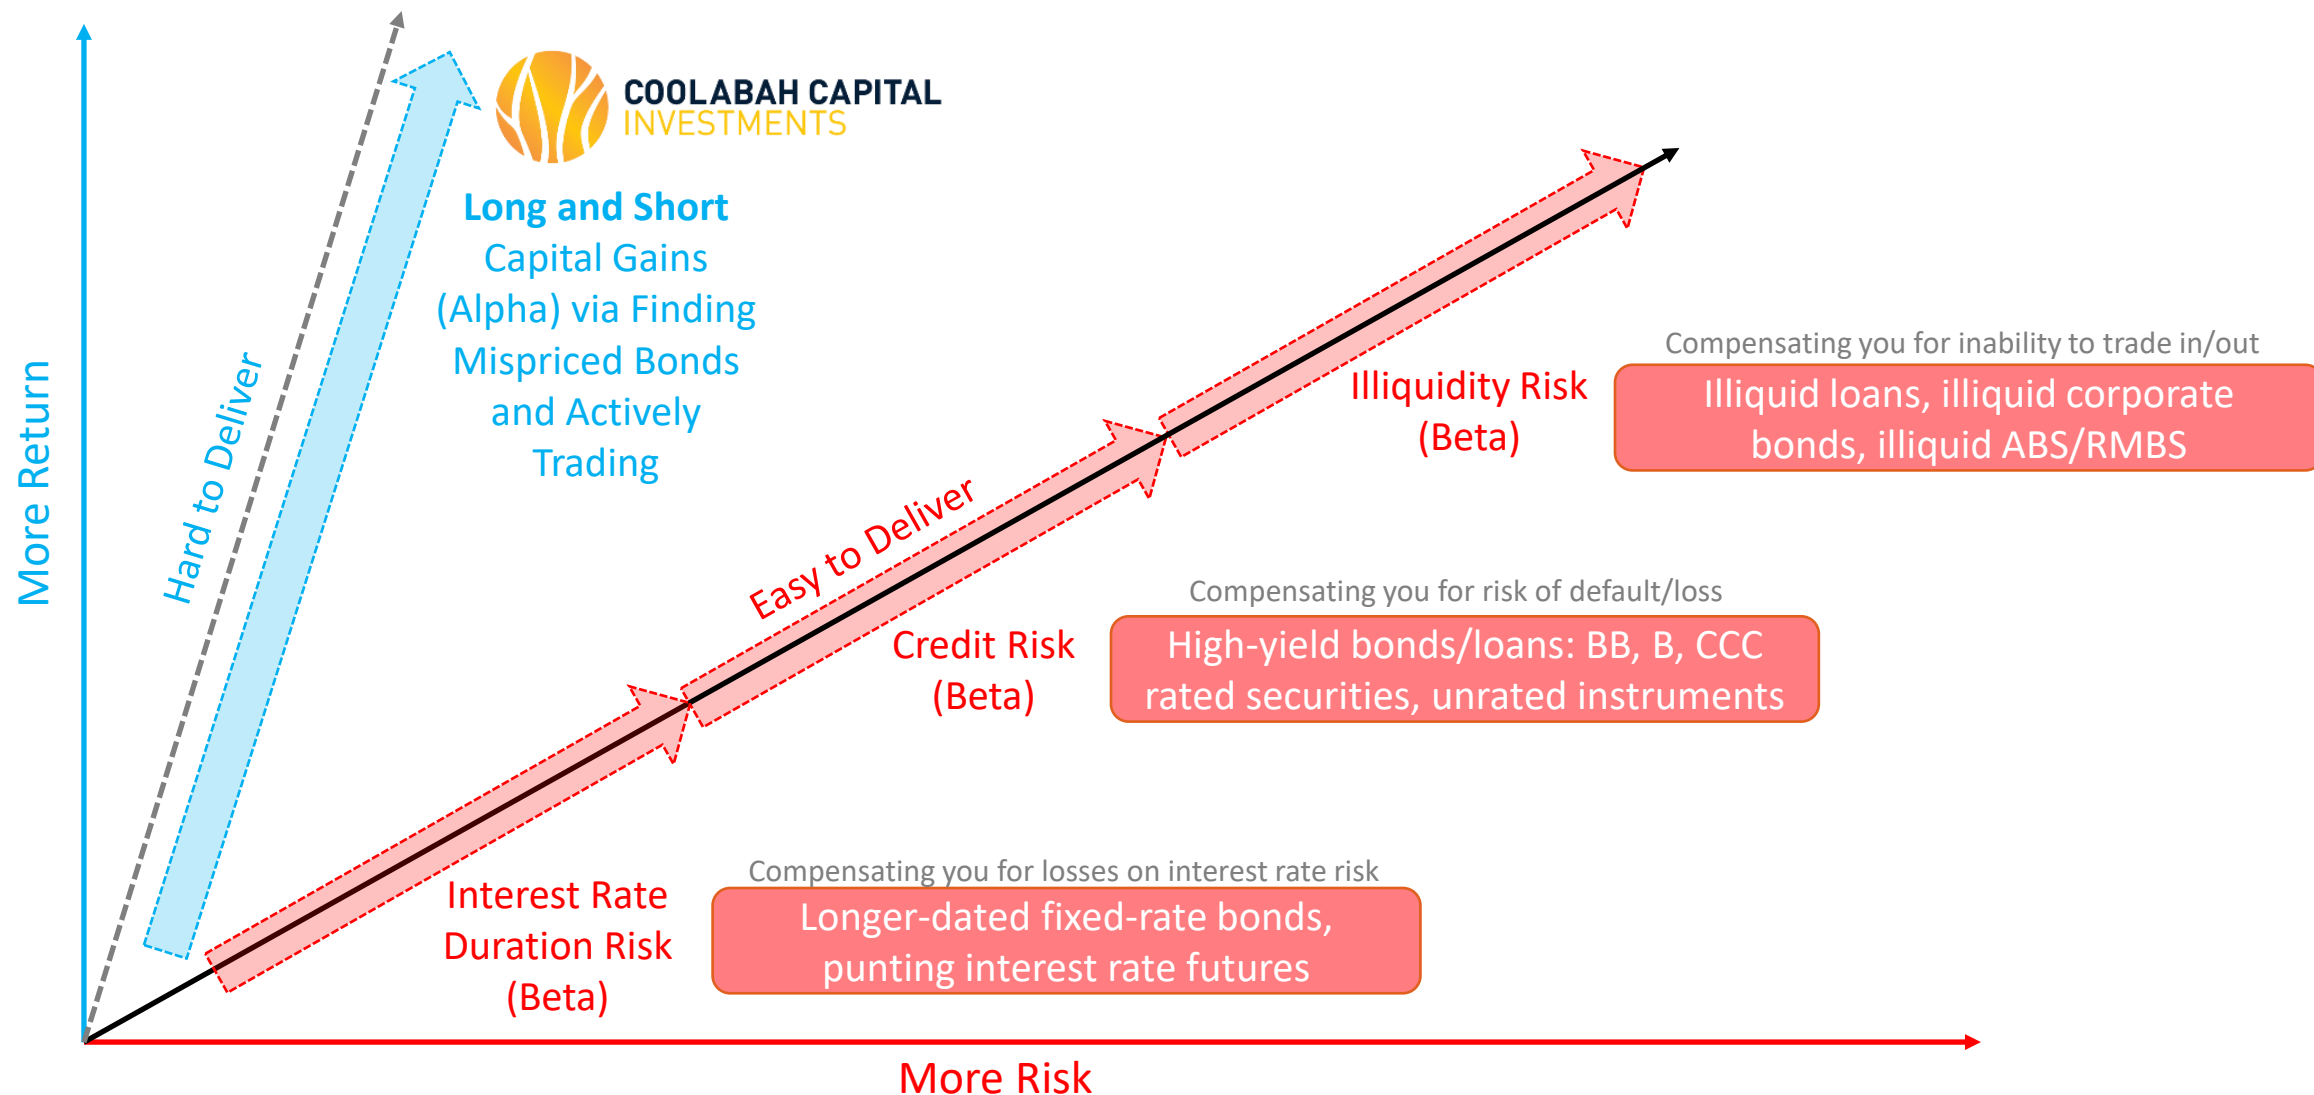 COOLABAH CAPITAL
INVESTMENTS
Long and Short
Capital Gains
(Alpha) via Finding
Mispriced Bonds
and Actively
Trading
More Return
Hard to Deliver
Easy to Deliver
Compensating you for inability to trade in/out
Illiquidity Risk
(Beta)
Illiquid loans, illiquid corporate
bonds, illiquid ABS/RMBS
Compensating you for risk of default/loss
Credit Risk
(Beta)
High-yield bonds/loans: BB, B, CCC
rated securities, unrated instruments
Compensating you for losses on interest rate risk
Interest Rate
Duration Risk
(Beta)
Longer-dated fixed-rate bonds,
punting interest rate futures
More Risk